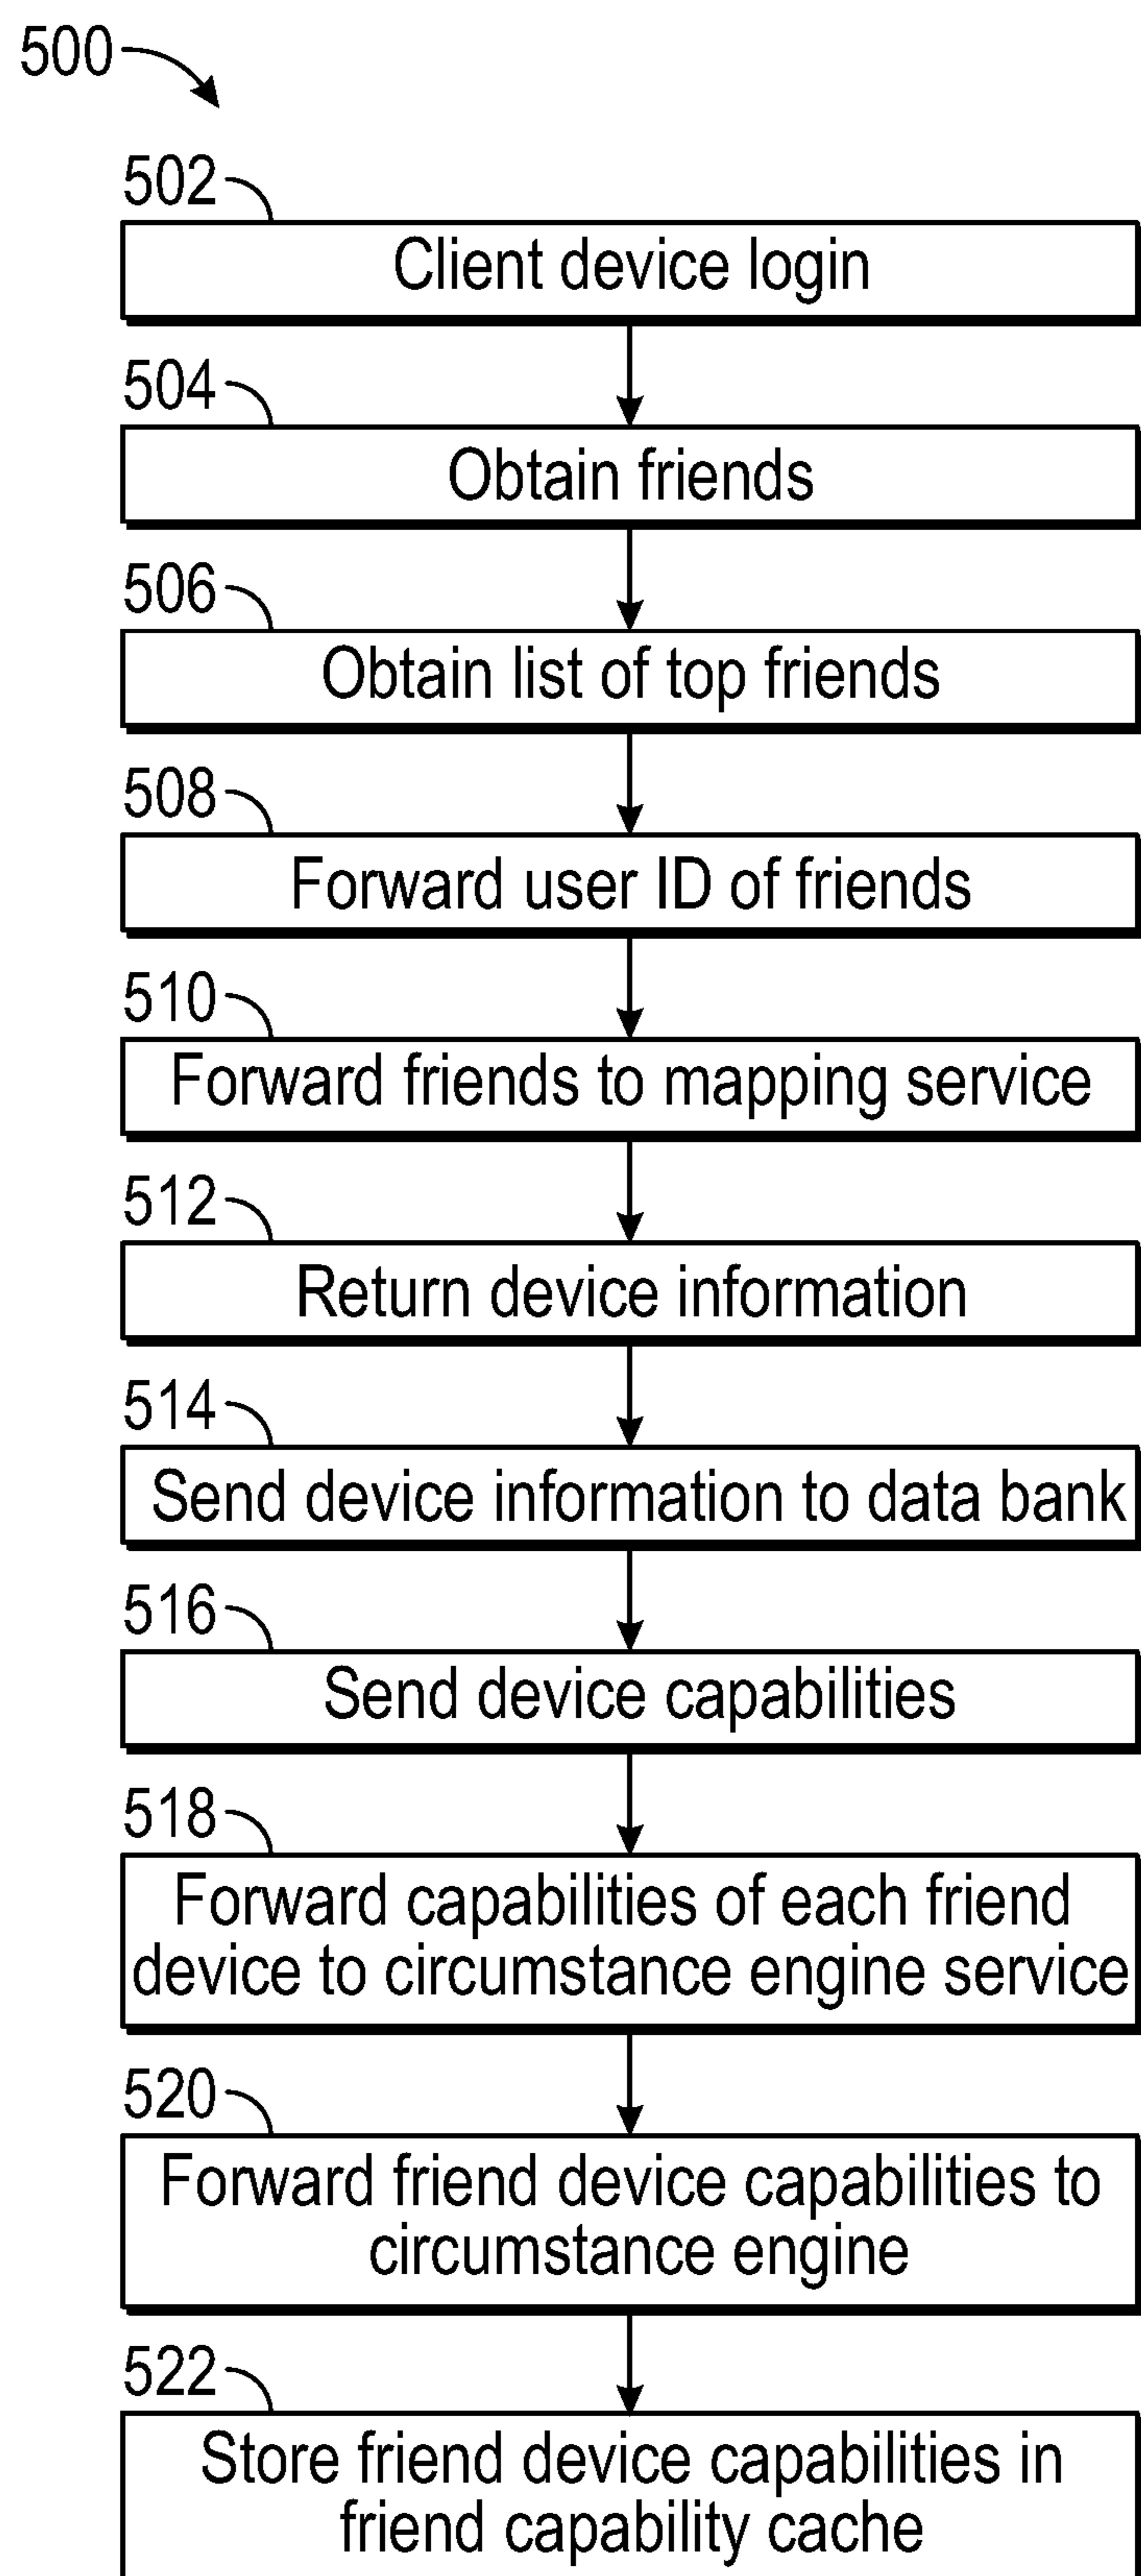 500
502
Client device login
504
Obtain friends
506
Obtain list of top friends
508
Forward user ID of friends
510
Forward friends to mapping service
512
Return device information
514
Send device information to data bank
516
Send device capabilities
518
Forward capabilities of each friend
device to circumstance engine service
520
Forward friend device capabilities to
circumstance engine
522
Store friend device capabilities in
friend capability cache